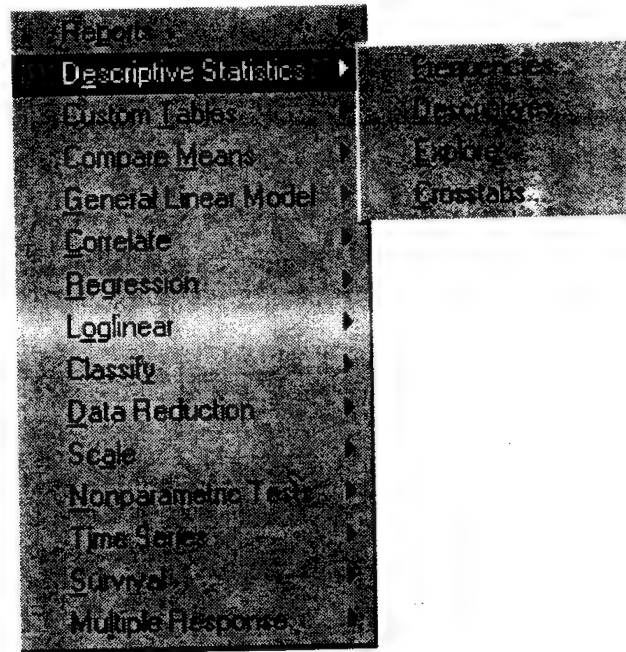 Reports
Descriptive Statistics
Custom Tables
Compare Means
General Linear Model
Correlate
Regression
Loglinear
Classify
Data Reduction
Scale
Nonparametric Tests
Time Series
Survival
Multiple Response
Frequencies...
Descriptives...
Explore...
Crosstabs...